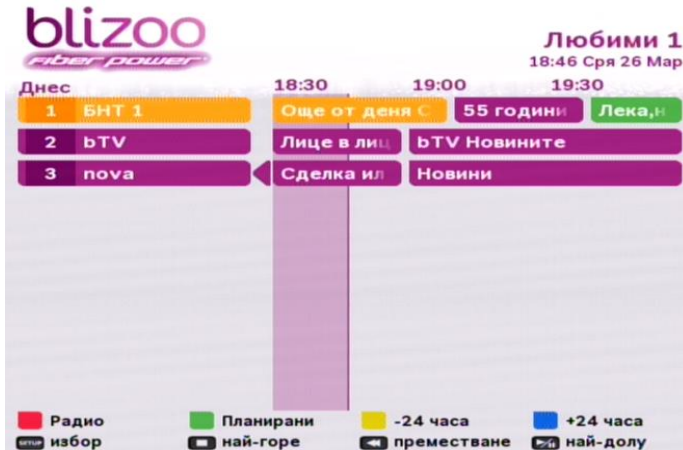 blizoo
Fiber power
Любими 1
18:46 Сря 26 Мар
Днес 18:30 19:00 19:30
1 БНТ 1 Още от деня С 55 години Лека,н
2 bTV Лице в лиц bTV Новините
3 nova Сделка ил Новини
Радио Планирани -24 часа +24 часа
SETUP избор най-горе преместване най-долу